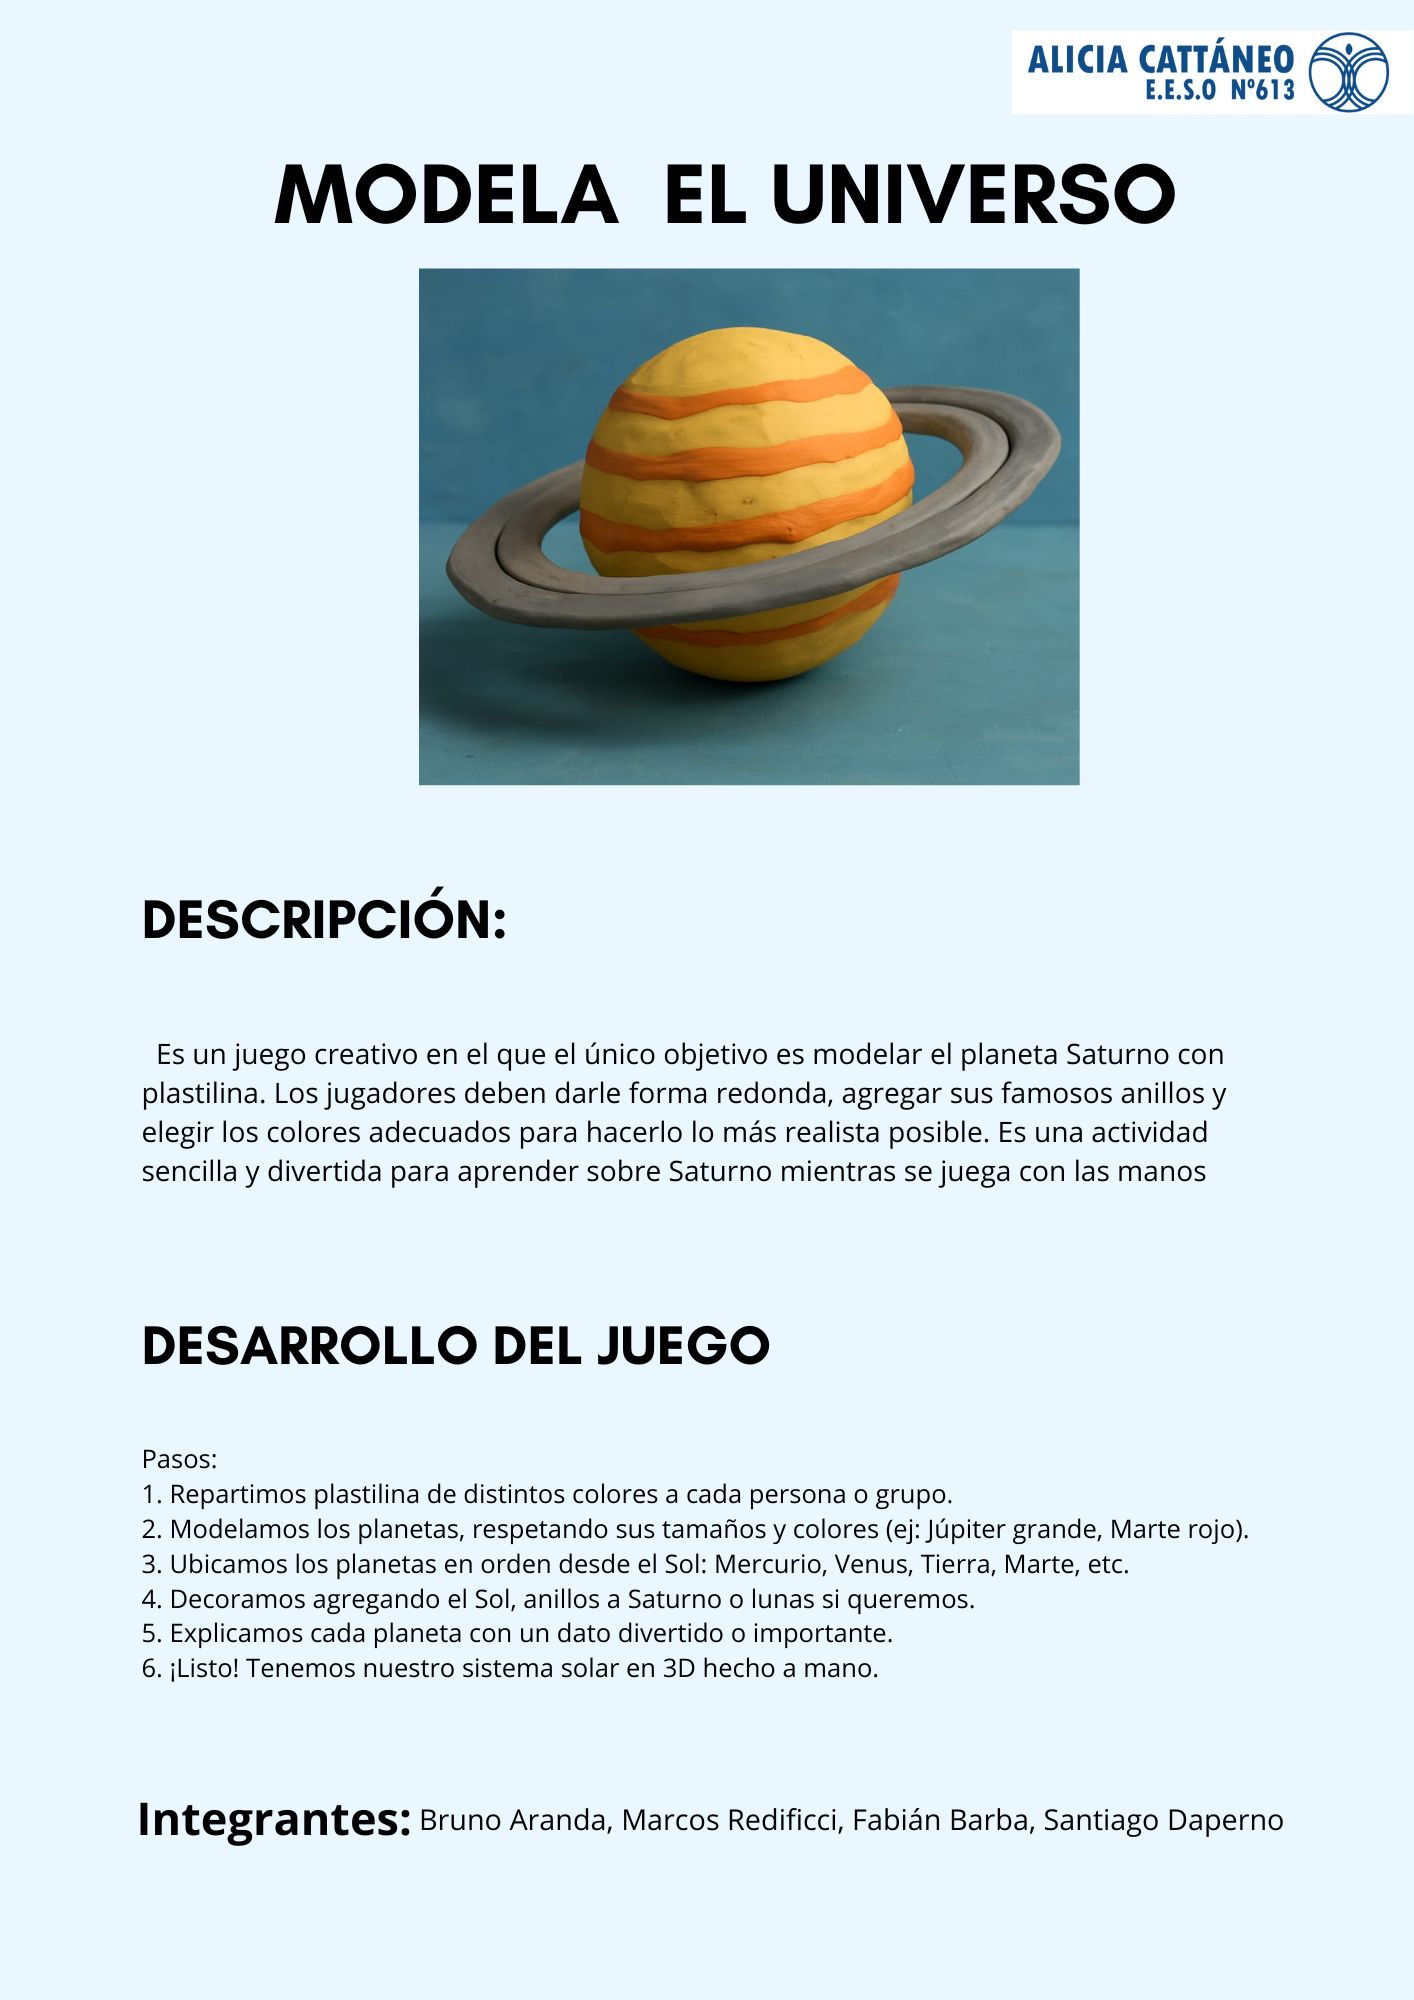 ALICIA CATTÁNEO
E.E.S.O Nº613
MODELA EL UNIVERSO
DESCRIPCIÓN:
Es un juego creativo en el que el único objetivo es modelar el planeta Saturno con
plastilina. Los jugadores deben darle forma redonda, agregar sus famosos anillos y
elegir los colores adecuados para hacerlo lo más realista posible. Es una actividad
sencilla y divertida para aprender sobre Saturno mientras se juega con las manos
DESARROLLO DEL JUEGO
Pasos:
1. Repartimos plastilina de distintos colores a cada persona o grupo.
2. Modelamos los planetas, respetando sus tamaños y colores (ej: Júpiter grande, Marte rojo).
3. Ubicamos los planetas en orden desde el Sol: Mercurio, Venus, Tierra, Marte, etc.
4. Decoramos agregando el Sol, anillos a Saturno o lunas si queremos.
5. Explicamos cada planeta con un dato divertido o importante.
6. ¡Listo! Tenemos nuestro sistema solar en 3D hecho a mano.
Integrantes: Bruno Aranda, Marcos Redificci, Fabián Barba, Santiago Daperno